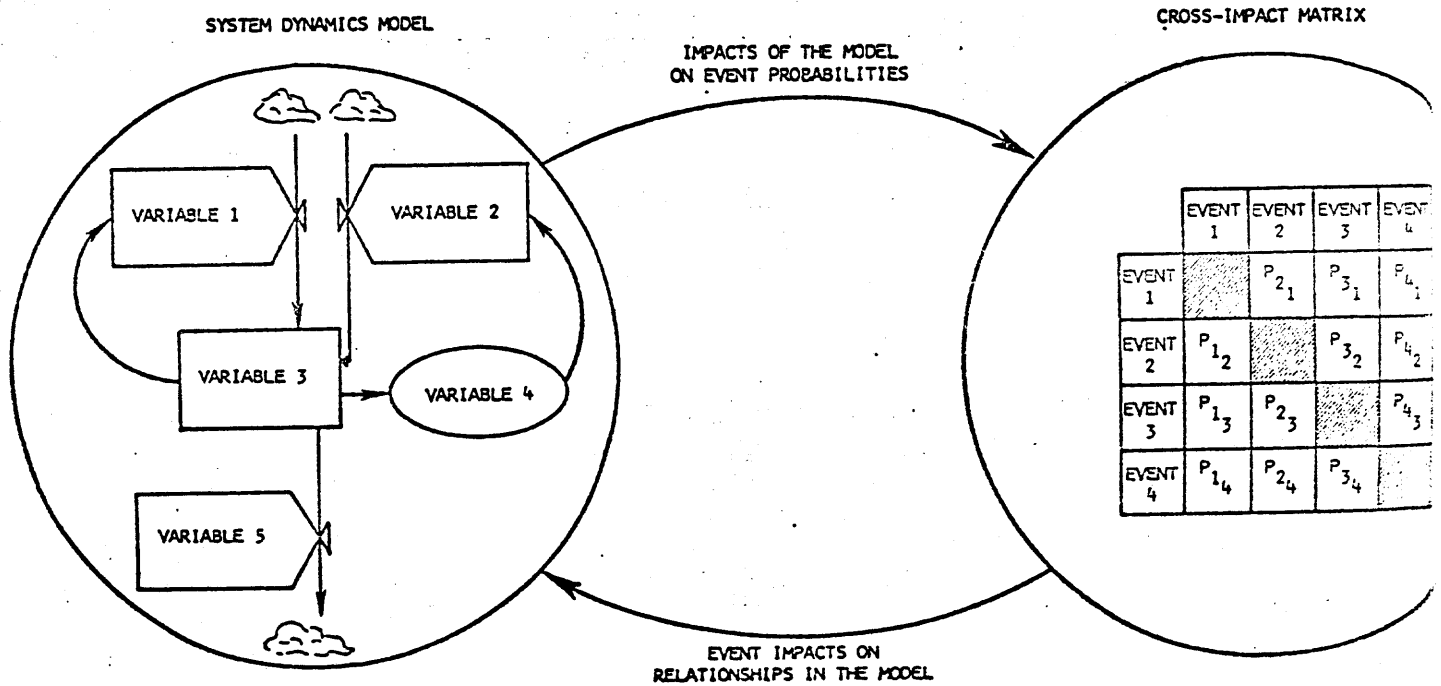 SYSTEM DYNAMICS MODEL
CROSS-IMPACT MATRIX
IMPACTS OF THE MODEL
ON EVENT PROBABILITIES
VARIABLE 1
VARIABLE 2
VARIABLE 3
VARIABLE 4
VARIABLE 5
EVENT 1 EVENT 2 EVENT 3 EVENT 4
EVENT 1 P21 P31 P41
EVENT 2 P12 P32 P42
EVENT 3 P13 P23 P43
EVENT 4 P14 P24 P34
EVENT IMPACTS ON
RELATIONSHIPS IN THE MODEL